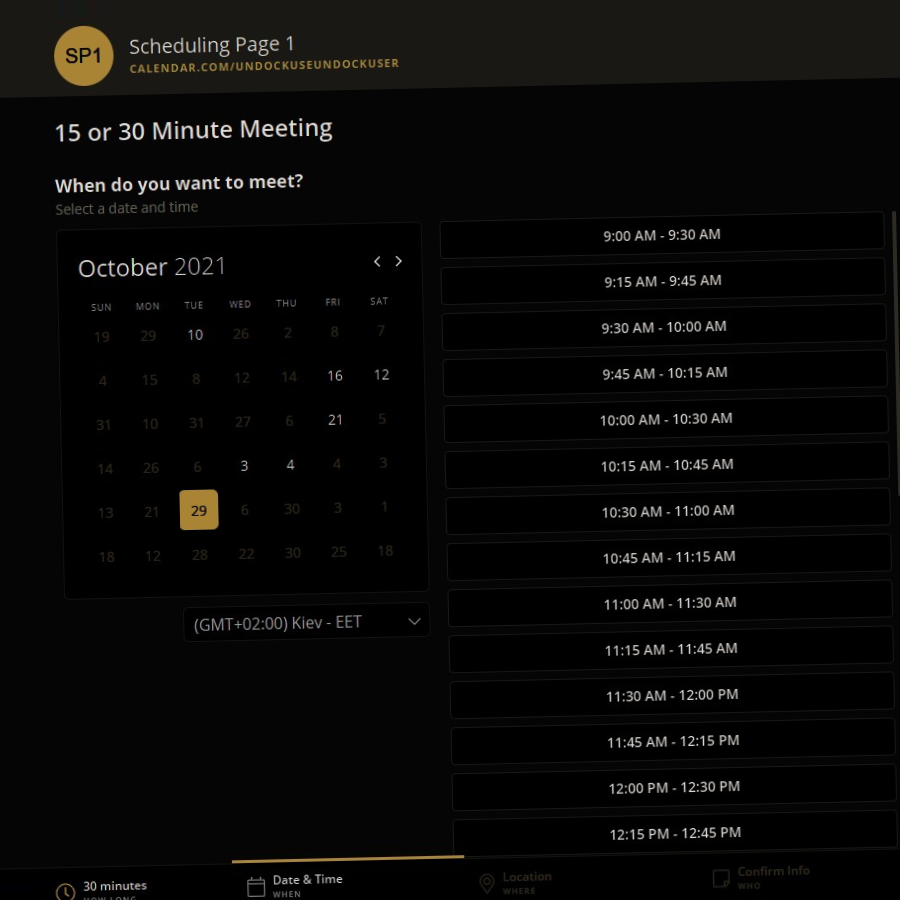 SP1
Scheduling Page 1
CALENDAR.COM/UNDOCKUSEUNDOCKUSER
15 or 30 Minute Meeting
When do you want to meet?
Select a date and time
October 2021
SUN MON TUE WED THU FRI SAT
19 29 10 26 2 8 7
4 15 8 12 14 16 12
31 10 31 27 6 21 5
14 26 6 3 4 4 3
13 21 29 6 30 3 1
18 12 28 22 30 25 18
(GMT+02:00) Kiev - EET
9:00 AM - 9:30 AM
9:15 AM - 9:45 AM
9:30 AM - 10:00 AM
9:45 AM - 10:15 AM
10:00 AM - 10:30 AM
10:15 AM - 10:45 AM
10:30 AM - 11:00 AM
10:45 AM - 11:15 AM
11:00 AM - 11:30 AM
11:15 AM - 11:45 AM
11:30 AM - 12:00 PM
11:45 AM - 12:15 PM
12:00 PM - 12:30 PM
12:15 PM - 12:45 PM
30 minutes
HOW LONG
Date & Time
WHEN
Location
WHERE
Confirm Info
WHO